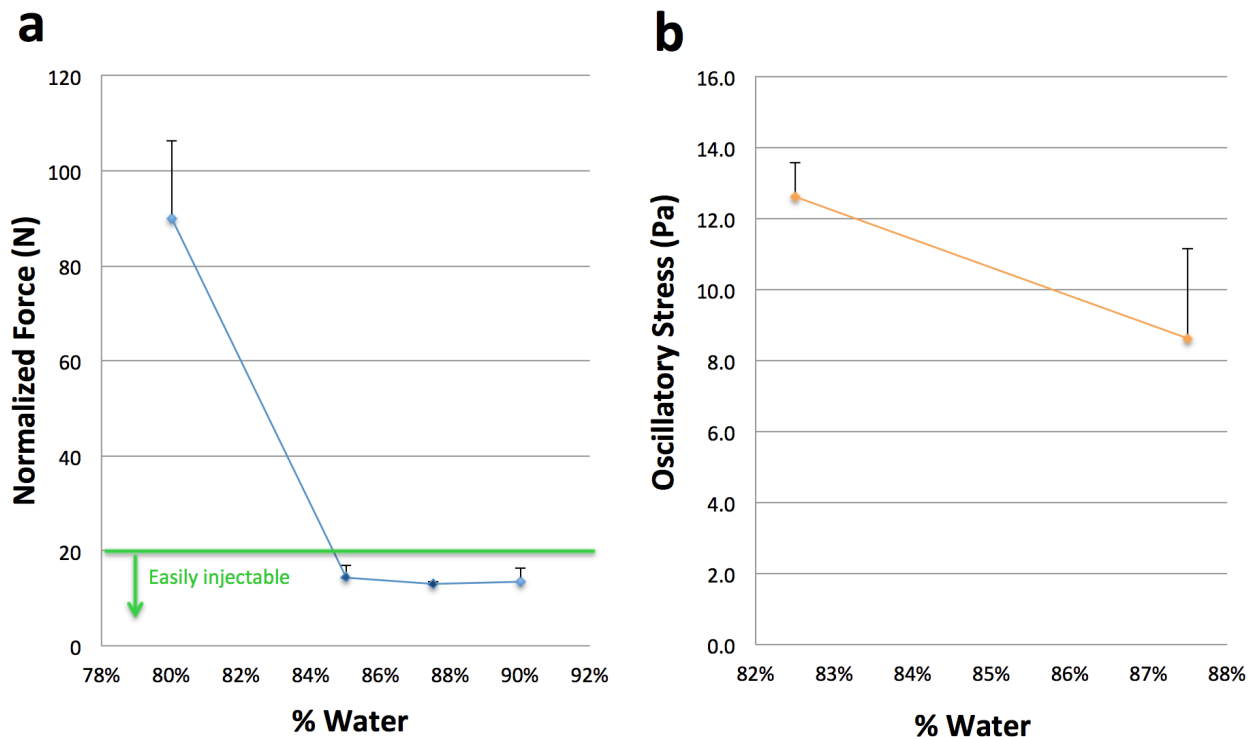 a
Normalized Force (N)
120
100
80
60
40
20
0
Easily injectable
78% 80% 82% 84% 86% 88% 90% 92%
% Water
b
Oscillatory Stress (Pa)
16.0
14.0
12.0
10.0
8.0
6.0
4.0
2.0
0.0
82% 83% 84% 85% 86% 87% 88%
% Water